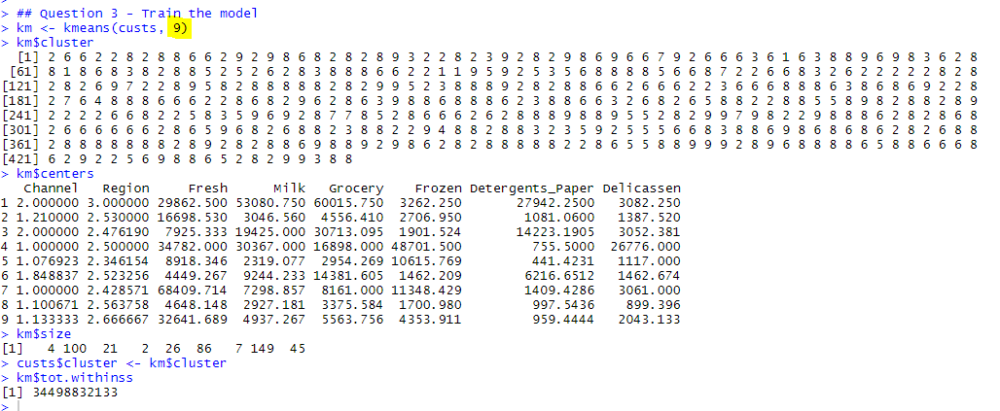 >
> ## Question 3 - Train the model
> km <- kmeans(custs, 9)
> km$cluster
[1] 2 6 6 2 2 8 2 8 8 6 6 2 9 2 9 8 6 8 2 8 2 8 9 3 2 2 8 2 3 9 2 8 2 9 8 6 9 6 6 7 9 2 6 6 6 3 6 1 6 3 8 8 9 6 9 8 3 6 2 8
[61] 8 1 8 6 8 3 8 2 8 8 5 2 5 2 6 2 8 3 8 8 8 6 6 2 2 1 1 9 5 9 2 5 3 5 6 8 8 8 8 5 5 6 6 8 7 2 2 6 6 8 3 2 6 2 2 2 2 8 2 8
[121] 2 8 2 6 9 7 2 2 8 9 5 8 2 8 8 8 8 8 2 8 2 9 9 5 2 3 8 8 8 9 2 8 2 8 8 6 6 2 6 6 6 2 2 3 6 6 6 8 8 8 6 3 8 6 8 6 9 2 2 8
[181] 2 7 6 4 8 8 8 6 6 6 2 2 8 6 8 2 9 6 2 8 6 3 9 8 8 6 8 8 8 6 2 3 8 8 6 6 3 2 6 8 2 6 5 8 8 2 2 8 8 5 5 8 9 8 2 8 8 2 8 9
[241] 2 2 2 2 6 6 8 2 2 5 8 3 5 9 6 9 2 8 7 7 8 5 2 8 6 6 6 2 6 2 8 8 8 9 8 8 9 5 5 2 8 2 9 9 7 9 8 2 2 9 8 8 6 8 8 6 2 8 2 8
[301] 2 6 6 6 6 6 6 2 8 6 5 9 6 8 2 6 8 8 2 3 8 8 2 2 9 4 8 8 2 8 8 3 2 3 5 9 2 5 5 5 6 6 8 3 8 8 6 9 8 6 8 6 8 6 2 8 2 6 8 8
[361] 2 8 8 8 8 8 8 8 2 8 9 2 8 2 8 8 6 9 8 8 9 2 9 8 6 2 8 2 8 8 8 8 8 8 2 2 8 6 5 5 8 8 9 9 9 2 8 9 6 8 8 8 8 6 5 8 8 6 6 6 8
[421] 6 2 9 2 2 5 6 9 8 8 6 5 2 8 2 9 9 3 8 8
> km$centers
Channel Region Fresh Milk Grocery Frozen Detergents_Paper Delicassen
1 2.000000 3.000000 29862.500 53080.750 60015.750 3262.250 27942.2500 3082.250
2 1.210000 2.530000 16698.530 3046.560 4556.410 2706.950 1081.0600 1387.520
3 2.000000 2.476190 7925.333 19425.000 30713.095 1901.524 14223.1905 3052.381
4 1.000000 2.500000 34782.000 30367.000 16898.000 48701.500 755.5000 26776.000
5 1.076923 2.346154 8918.346 2319.077 2954.269 10615.769 441.4231 1117.000
6 1.848837 2.523256 4449.267 9244.233 14381.605 1462.209 6216.6512 1462.674
7 1.000000 2.428571 68409.714 7298.857 8161.000 11348.429 1409.4286 3061.000
8 1.100671 2.563758 4648.148 2927.181 3375.584 1700.980 997.5436 899.396
9 1.133333 2.666667 32641.689 4937.267 5563.756 4353.911 959.4444 2043.133
> km$size
[1] 4 100 21 2 26 86 7 149 45
> custs$cluster <- km$cluster
> km$tot.withinss
[1] 34498832133
>